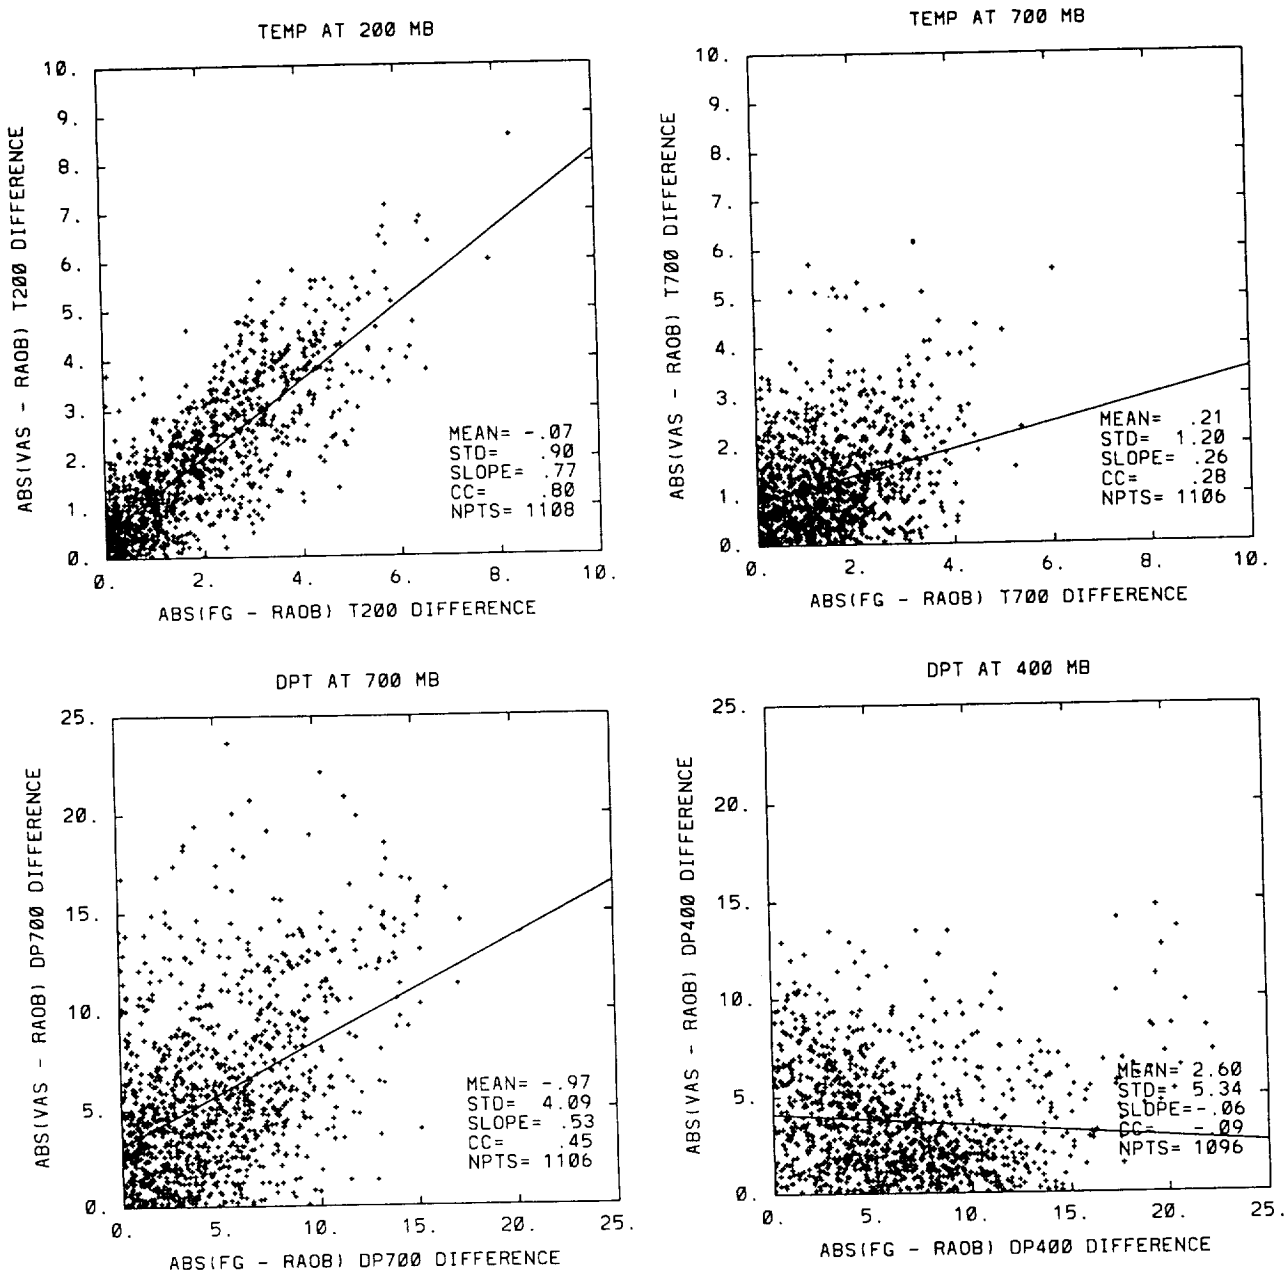 TEMP AT 200 MB
10.
9.
8.
7.
6.
5.
4.
3.
2.
1.
0.
ABS(VAS - RAOB) T200 DIFFERENCE
MEAN= -.07
STD= .90
SLOPE= .77
CC= .80
NPTS= 1108
0. 2. 4. 6. 8. 10.
ABS(FG - RAOB) T200 DIFFERENCE
TEMP AT 700 MB
10.
9.
8.
7.
6.
5.
4.
3.
2.
1.
0.
ABS(VAS - RAOB) T700 DIFFERENCE
MEAN= .21
STD= 1.20
SLOPE= .26
CC= .28
NPTS= 1106
0. 2. 4. 6. 8. 10.
ABS(FG - RAOB) T700 DIFFERENCE
DPT AT 700 MB
25.
20.
15.
10.
5.
0.
ABS(VAS - RAOB) DP700 DIFFERENCE
MEAN= -.97
STD= 4.09
SLOPE= .53
CC= .45
NPTS= 1106
0. 5. 10. 15. 20. 25.
ABS(FG - RAOB) DP700 DIFFERENCE
DPT AT 400 MB
25.
20.
15.
10.
5.
0.
ABS(VAS - RAOB) DP400 DIFFERENCE
MEAN= 2.60
STD= 5.34
SLOPE=-.06
CC= -.09
NPTS= 1096
0. 5. 10. 15. 20. 25.
ABS(FG - RAOB) DP400 DIFFERENCE